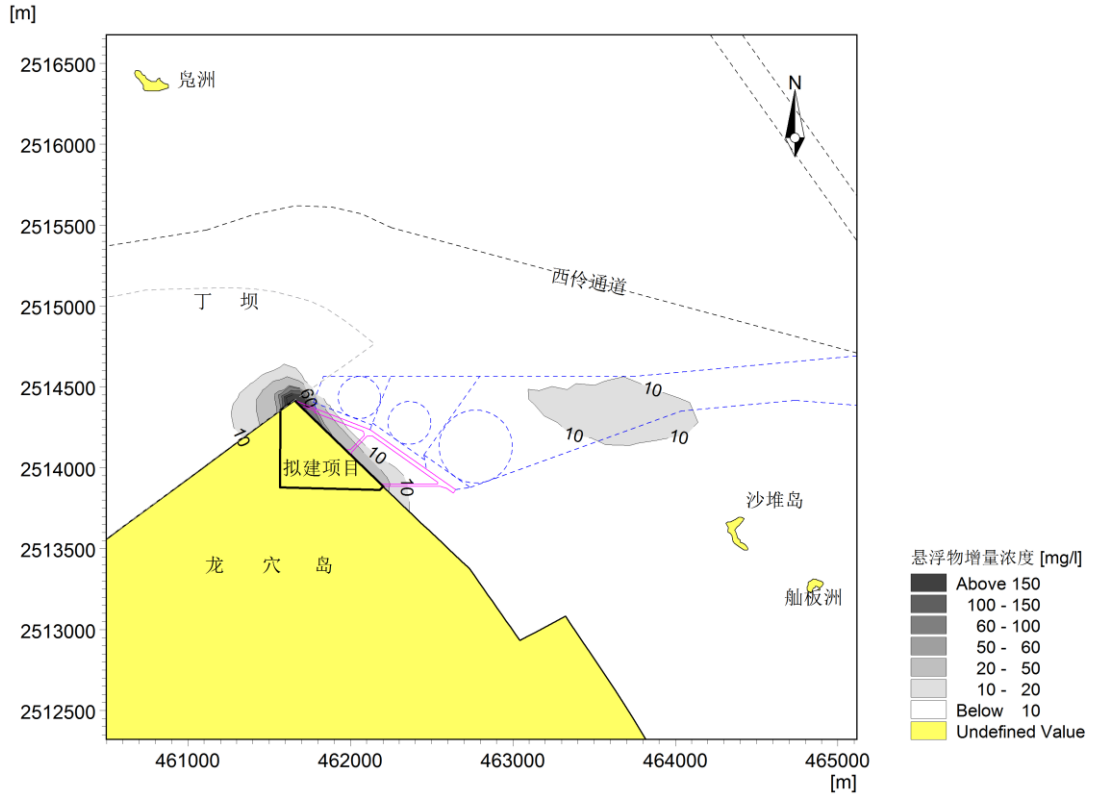 [m]
2516500
2516000
2515500
2515000
2514500
2514000
2513500
2513000
2512500
凫洲
N
西伶通道
丁 坝
60
10
10
10
10
10
10
10
拟建项目
龙 穴 岛
沙堆岛
舢板洲
461000
462000
463000
464000
465000
[m]
悬浮物增量浓度 [mg/l]
Above 150
100 - 150
60 - 100
50 - 60
20 - 50
10 - 20
Below 10
Undefined Value